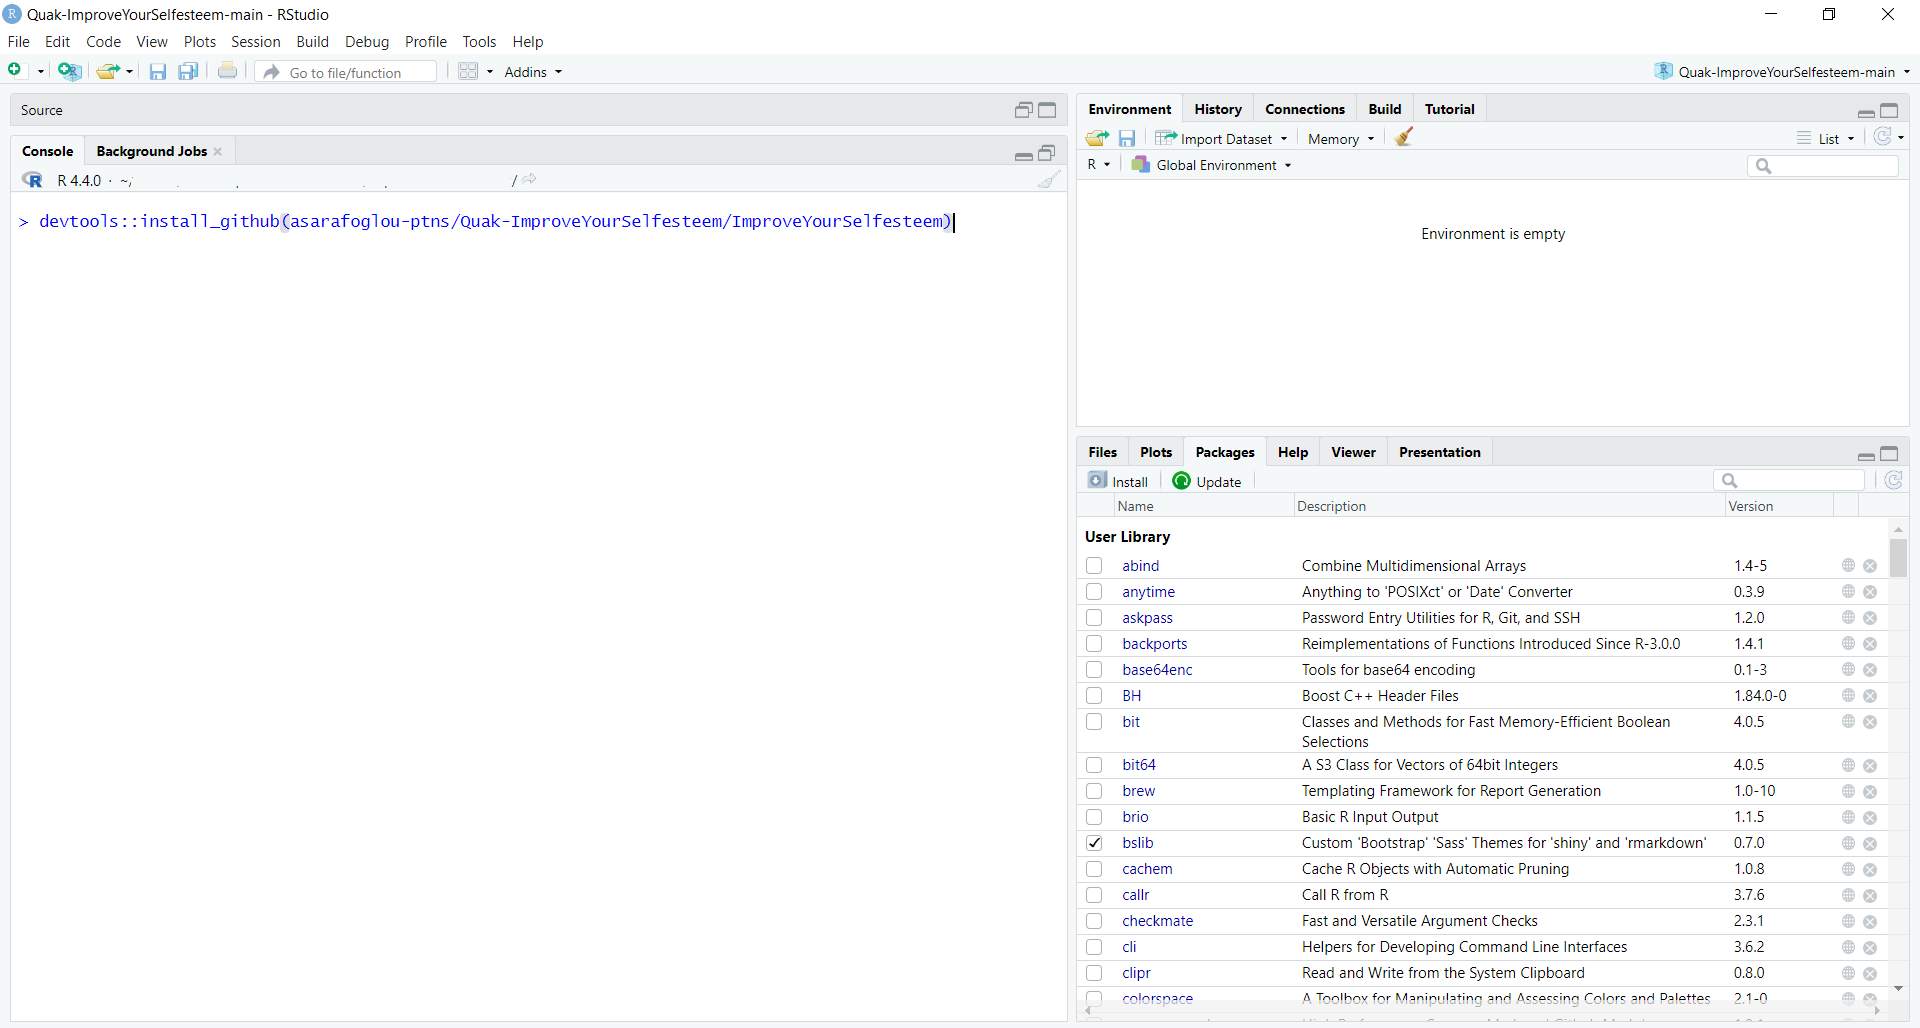 Quak-ImproveYourSelfesteem-main - RStudio
File Edit Code View Plots Session Build Debug Profile Tools Help
Go to file/function Addins Quak-ImproveYourSelfesteem-main
Source
Console Background Jobs
R 4.4.0 · ~/
> devtools::install_github(asarafoglou-ptns/Quak-ImproveYourSelfesteem/ImproveYourSelfesteem)
Environment History Connections Build Tutorial
Import Dataset Memory List
R Global Environment
Environment is empty
Files Plots Packages Help Viewer Presentation
Install Update
Name Description Version
User Library
abind Combine Multidimensional Arrays 1.4-5
anytime Anything to 'POSIXct' or 'Date' Converter 0.3.9
askpass Password Entry Utilities for R, Git, and SSH 1.2.0
backports Reimplementations of Functions Introduced Since R-3.0.0 1.4.1
base64enc Tools for base64 encoding 0.1-3
BH Boost C++ Header Files 1.84.0-0
bit Classes and Methods for Fast Memory-Efficient Boolean 4.0.5
Selections
bit64 A S3 Class for Vectors of 64bit Integers 4.0.5
brew Templating Framework for Report Generation 1.0-10
brio Basic R Input Output 1.1.5
bslib Custom 'Bootstrap' 'Sass' Themes for 'shiny' and 'rmarkdown' 0.7.0
cachem Cache R Objects with Automatic Pruning 1.0.8
callr Call R from R 3.7.6
checkmate Fast and Versatile Argument Checks 2.3.1
cli Helpers for Developing Command Line Interfaces 3.6.2
clipr Read and Write from the System Clipboard 0.8.0
colorspace A Toolbox for Manipulating and Assessing Colors and Palettes 2.1-0